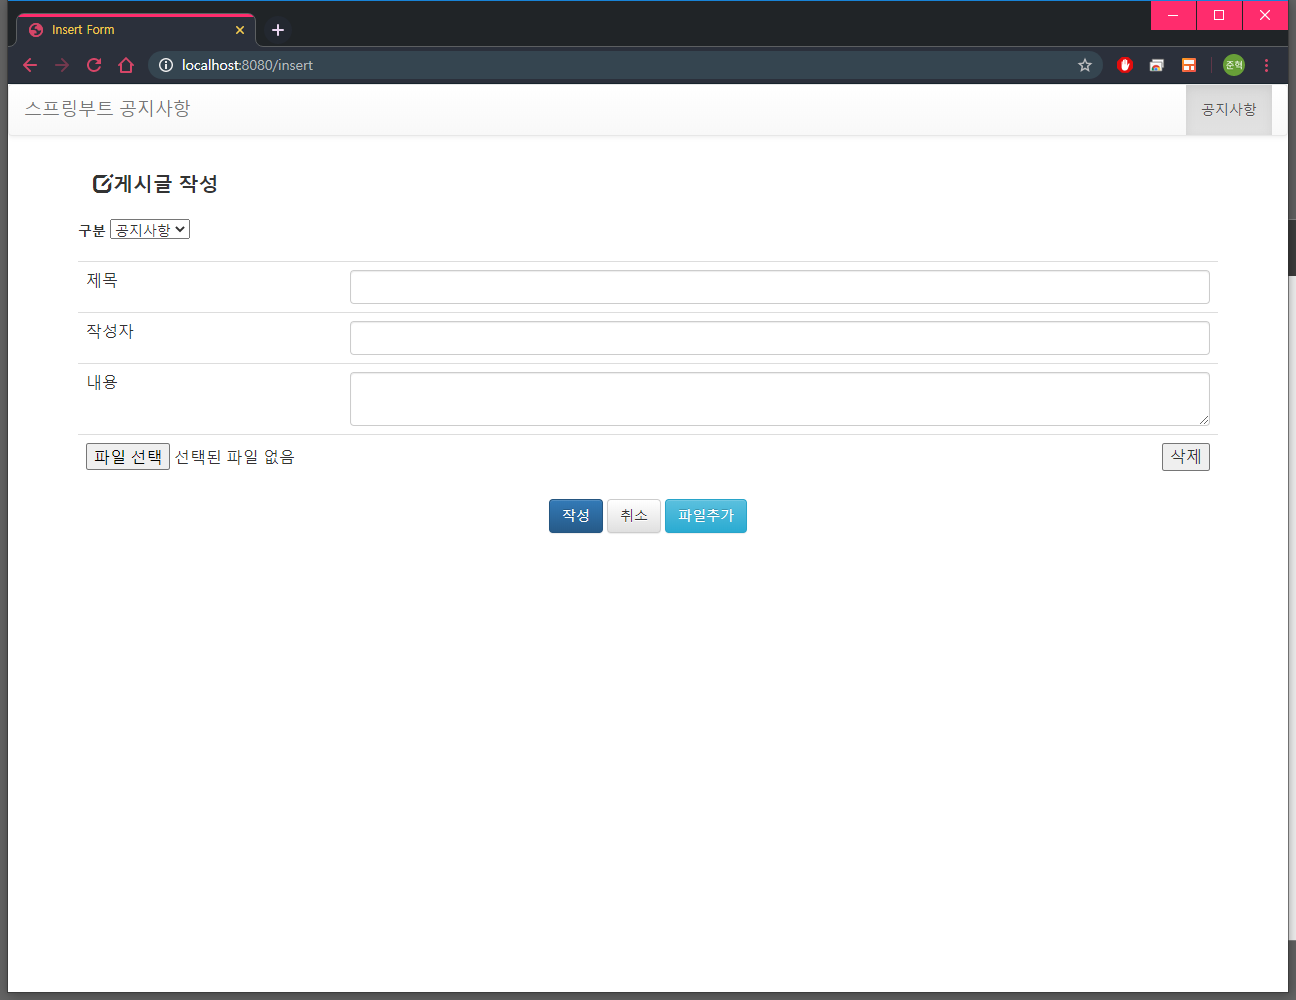 Insert Form
localhost:8080/insert
준혁
스프링부트 공지사항
공지사항
게시글 작성
구분 공지사항
제목
작성자
내용
파일 선택 선택된 파일 없음 삭제
작성 취소 파일추가